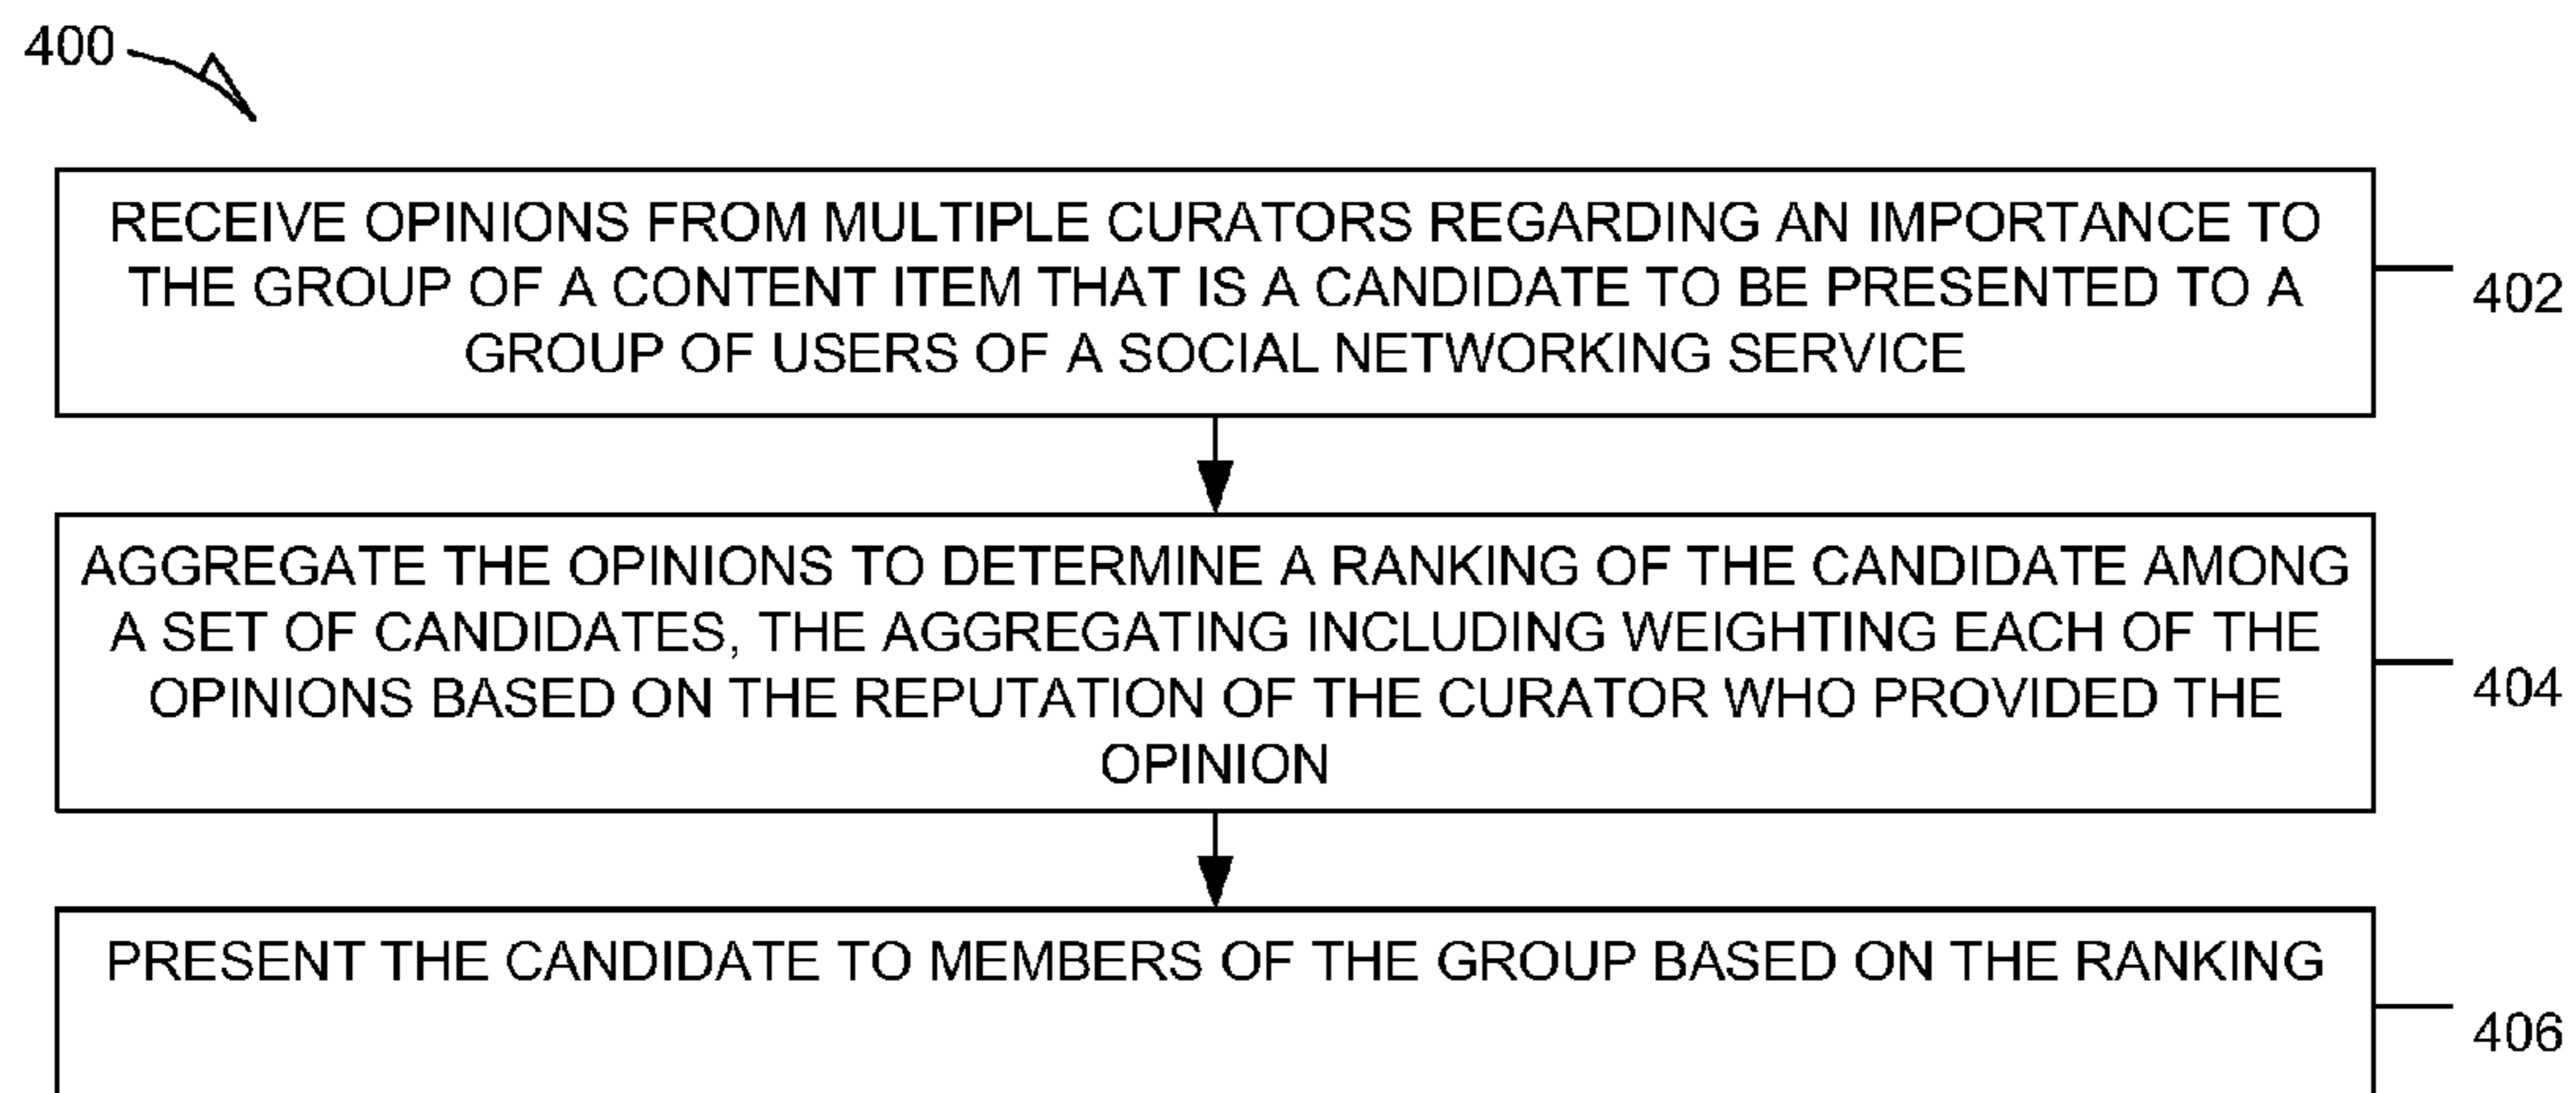 400
RECEIVE OPINIONS FROM MULTIPLE CURATORS REGARDING AN IMPORTANCE TO
THE GROUP OF A CONTENT ITEM THAT IS A CANDIDATE TO BE PRESENTED TO A
GROUP OF USERS OF A SOCIAL NETWORKING SERVICE
402
AGGREGATE THE OPINIONS TO DETERMINE A RANKING OF THE CANDIDATE AMONG
A SET OF CANDIDATES, THE AGGREGATING INCLUDING WEIGHTING EACH OF THE
OPINIONS BASED ON THE REPUTATION OF THE CURATOR WHO PROVIDED THE
OPINION
404
PRESENT THE CANDIDATE TO MEMBERS OF THE GROUP BASED ON THE RANKING
406